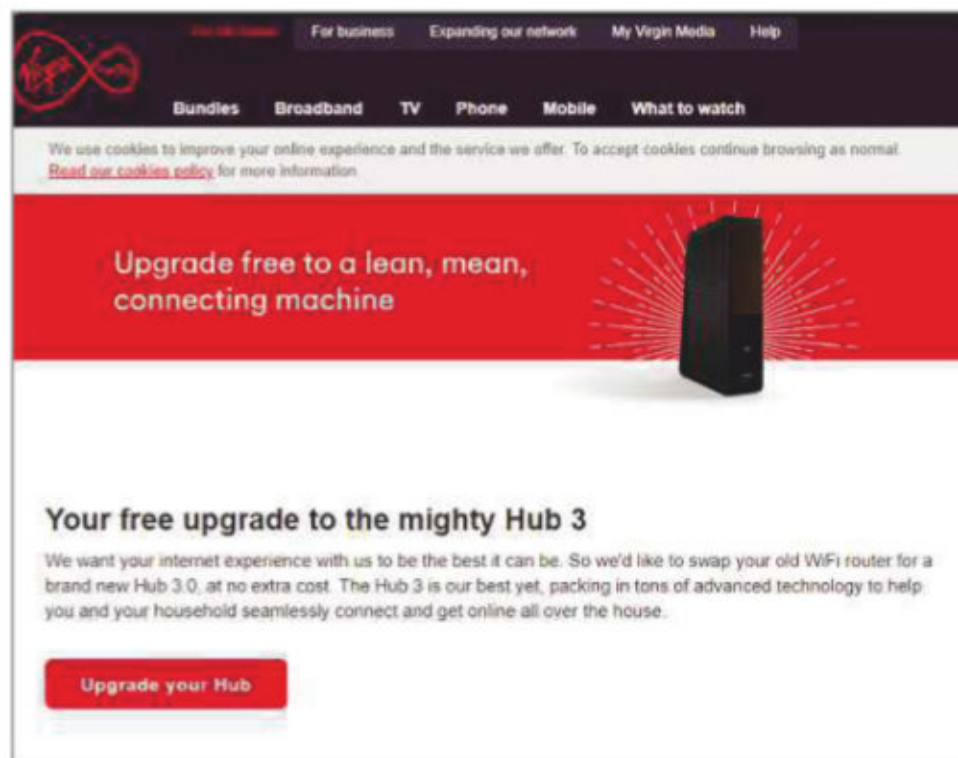 For business Expanding our network My Virgin Media Help
Virgin media
Bundles Broadband TV Phone Mobile What to watch
We use cookies to improve your online experience and the service we offer. To accept cookies continue browsing as normal.
Read our cookies policy for more information
Upgrade free to a lean, mean,
connecting machine
Your free upgrade to the mighty Hub 3
We want your internet experience with us to be the best it can be. So we'd like to swap your old WiFi router for a
brand new Hub 3.0, at no extra cost. The Hub 3 is our best yet, packing in tons of advanced technology to help
you and your household seamlessly connect and get online all over the house.
Upgrade your Hub